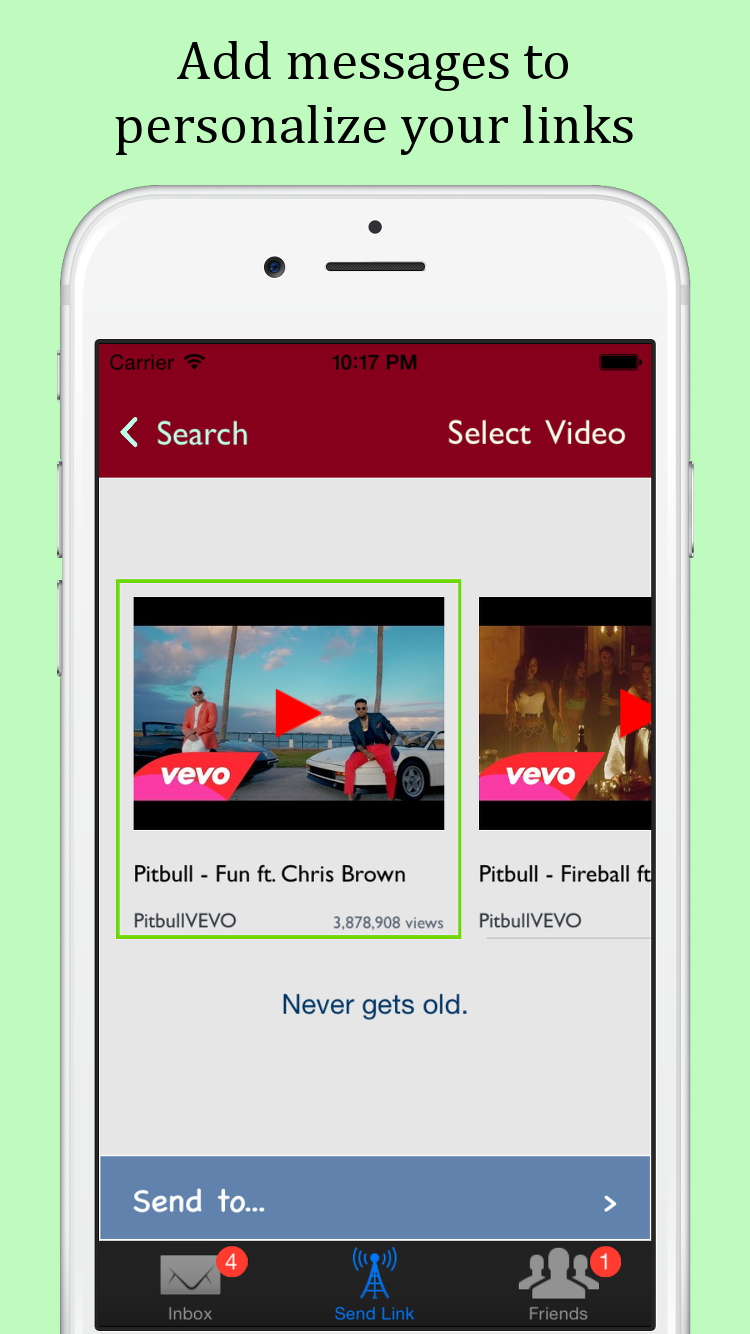 Add messages to
personalize your links
Carrier 10:17 PM
Search Select Video
vevo vevo
Pitbull - Fun ft. Chris Brown Pitbull - Fireball ft
PitbullVEVO 3,878,908 views PitbullVEVO
Never gets old.
Send to... >
4 1
Inbox Send Link Friends